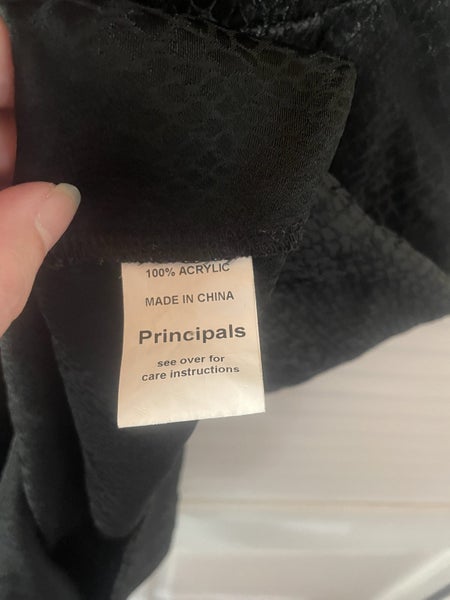 100% ACRYLIC
MADE IN CHINA
Principals
see over for
care instructions